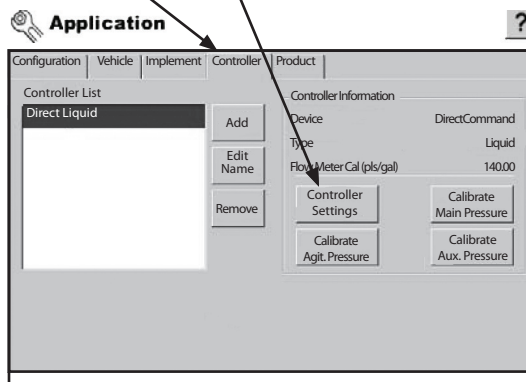 Application
?
Configuration Vehicle Implement Controller Product
Controller List
Direct Liquid
Add
Edit
Name
Remove
Controller Information
Device DirectCommand
Type Liquid
Flow Meter Cal (pls/gal) 140.00
Controller
Settings
Calibrate
Main Pressure
Calibrate
Agit. Pressure
Calibrate
Aux. Pressure